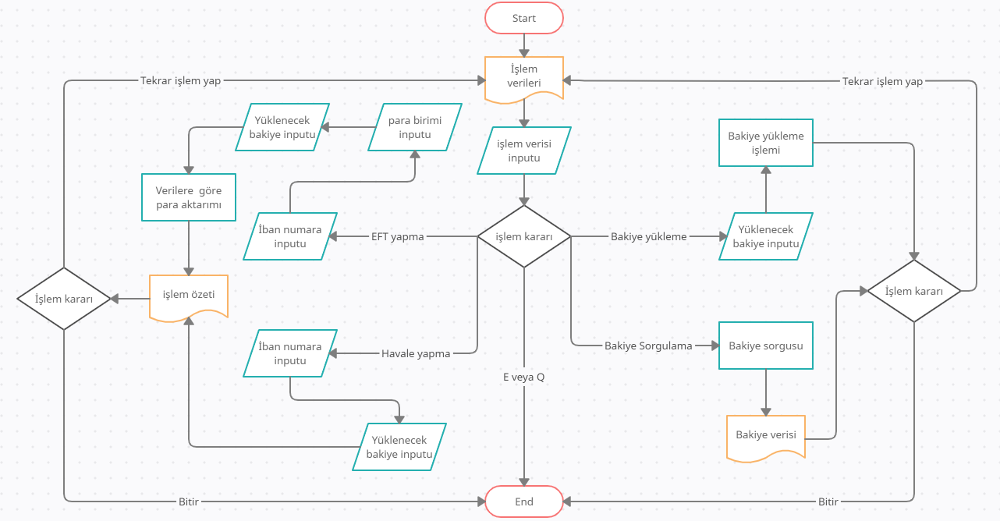 Start
İşlem
verileri
Tekrar işlem yap
Tekrar işlem yap
Yüklenecek
bakiye inputu
para birimi
inputu
işlem verisi
inputu
Bakiye yükleme
işlemi
Verilere göre
para aktarımı
İban numara
inputu
EFT yapma
işlem kararı
Bakiye yükleme
Yüklenecek
bakiye inputu
İşlem kararı
işlem özeti
İşlem kararı
İban numara
inputu
Havale yapma
Bakiye Sorgulama
Bakiye sorgusu
E veya Q
Yüklenecek
bakiye inputu
Bakiye verisi
Bitir
End
Bitir